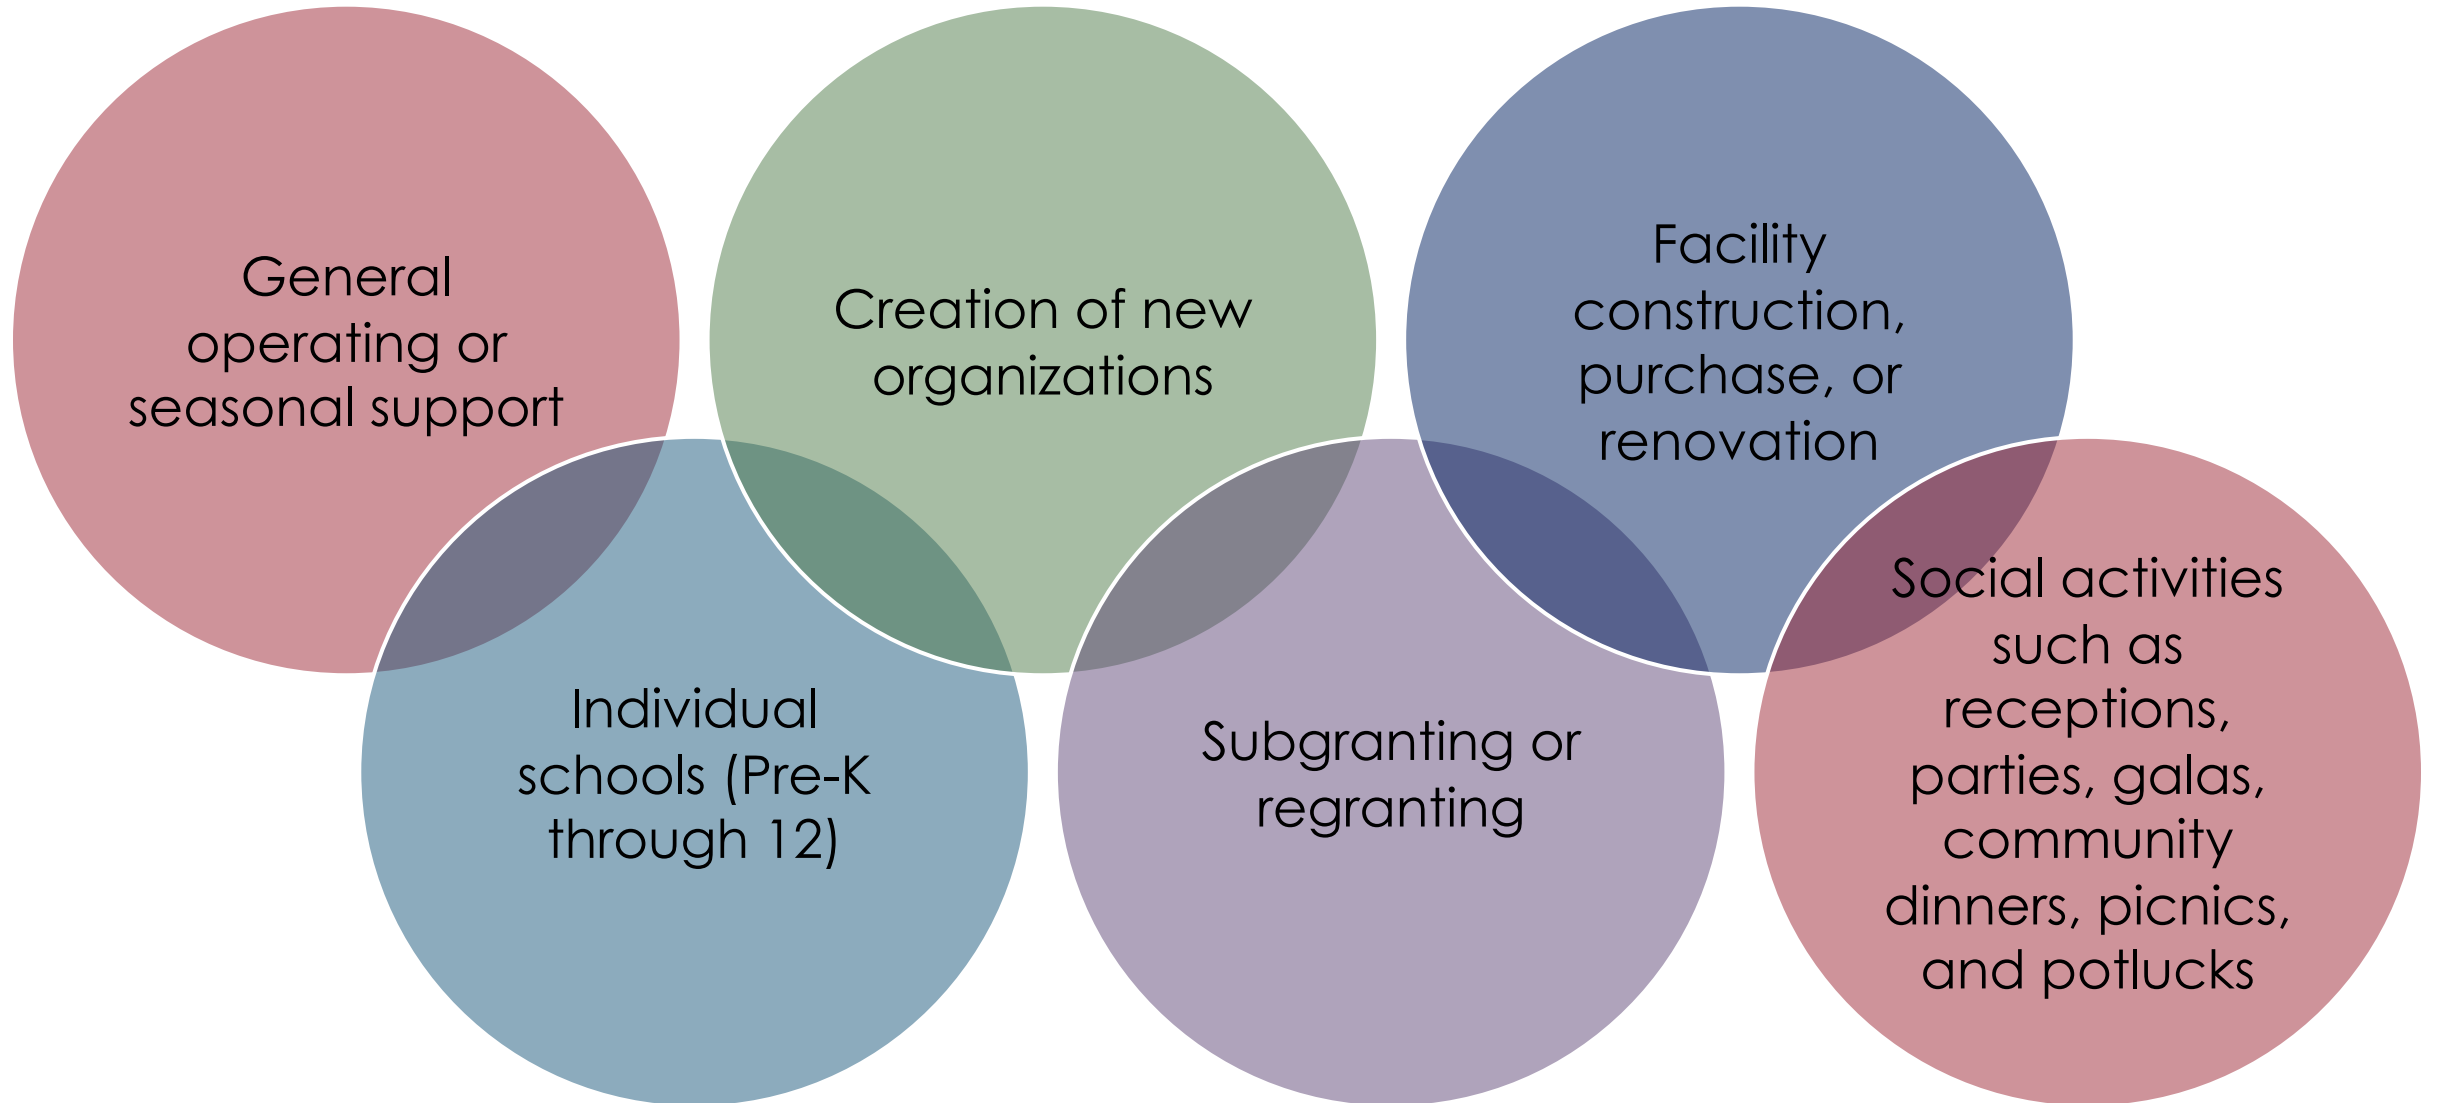 General
operating or
seasonal support
Individual
schools (Pre-K
through 12)
Creation of new
organizations
Subgranting or
regranting
Facility
construction,
purchase, or
renovation
Social activities
such as
receptions,
parties, galas,
community
dinners, picnics,
and potlucks